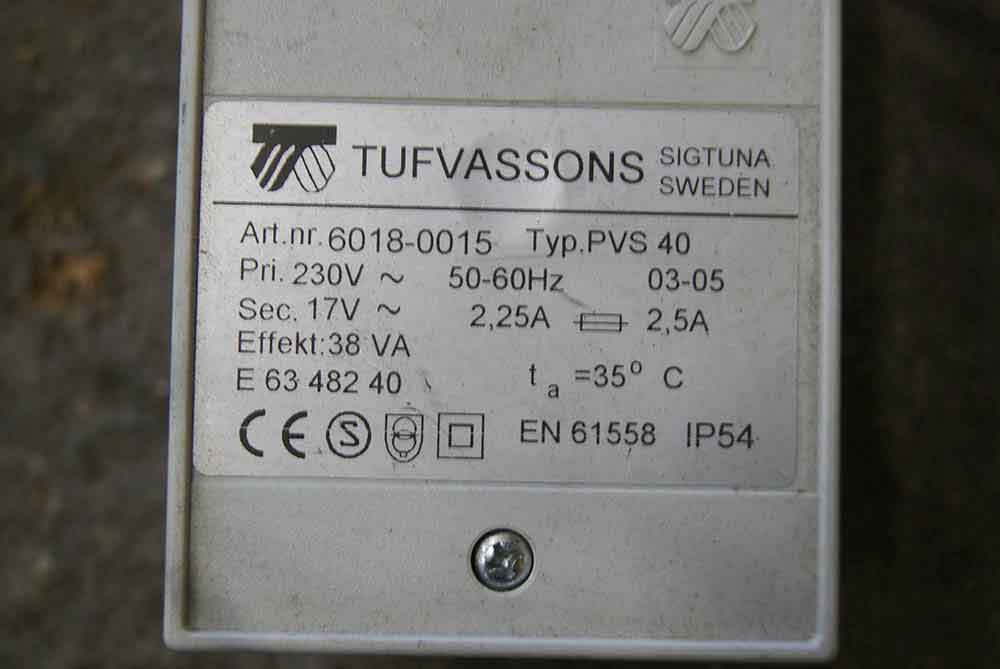 TUFVASSONS SIGTUNA SWEDEN
Art.nr. 6018-0015 Typ.PVS 40
Pri. 230V ~ 50-60Hz 03-05
Sec. 17V ~ 2,25A 2,5A
Effekt:38 VA
E 63 482 40 ta =35° C
CE S EN 61558 IP54